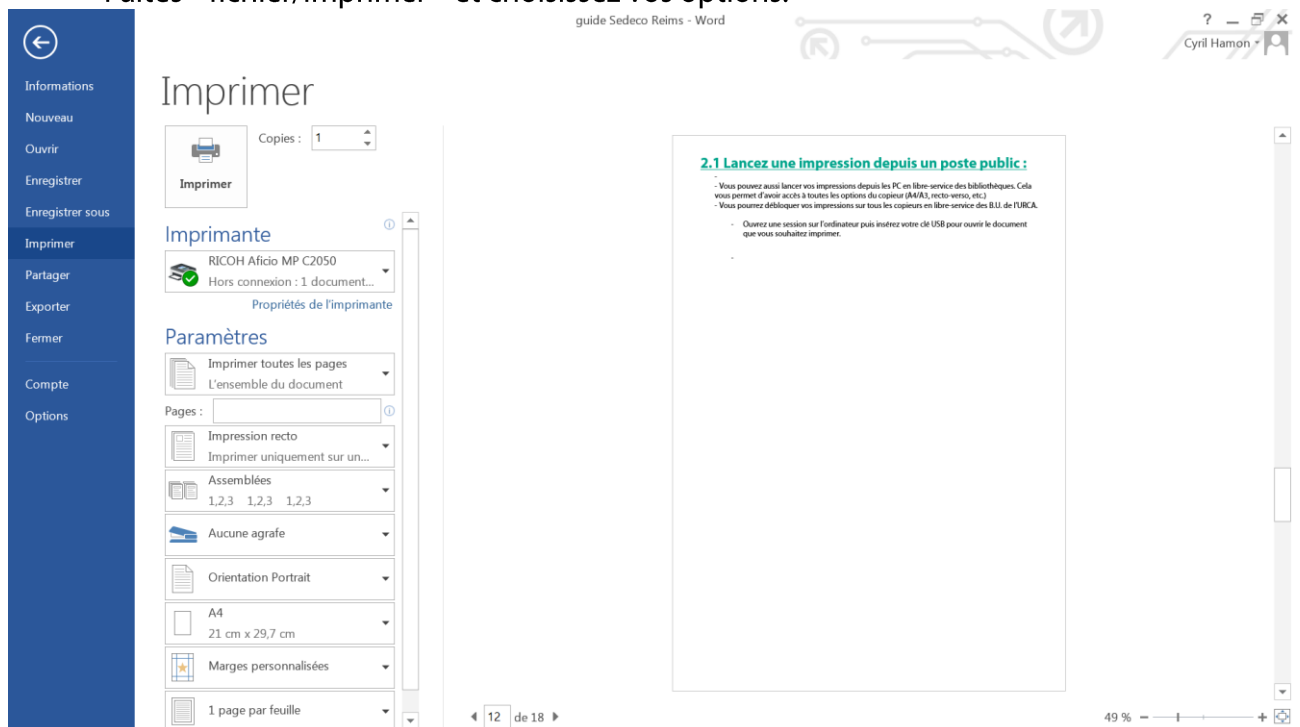 Faites " fichier/imprimer " et choisissez vos options.
guide Sedeco Reims - Word
?
Cyril Hamon
Informations
Nouveau
Ouvrir
Enregistrer
Enregistrer sous
Imprimer
Partager
Exporter
Fermer
Compte
Options
Imprimer
Copies : 1
Imprimer
Imprimante
RICOH Aficio MP C2050
Hors connexion : 1 document...
Propriétés de l'imprimante
Paramètres
Imprimer toutes les pages
L'ensemble du document
Pages :
Impression recto
Imprimer uniquement sur un...
Assemblées
1,2,3 1,2,3 1,2,3
Aucune agrafe
Orientation Portrait
A4
21 cm x 29,7 cm
Marges personnalisées
1 page par feuille
2.1 Lancez une impression depuis un poste public :
-
- Vous pouvez aussi lancer vos impressions depuis les PC en libre-service des bibliothèques. Cela
vous permet d'avoir accès à toutes les options du copieur (A4/A3, recto-verso, etc.)
- Vous pourrez débloquer vos impressions sur tous les copieurs en libre-service des B.U. de l'URCA.
- Ouvrez une session sur l'ordinateur puis insérez votre clé USB pour ouvrir le document
que vous souhaitez imprimer.
-
12 de 18
49 %